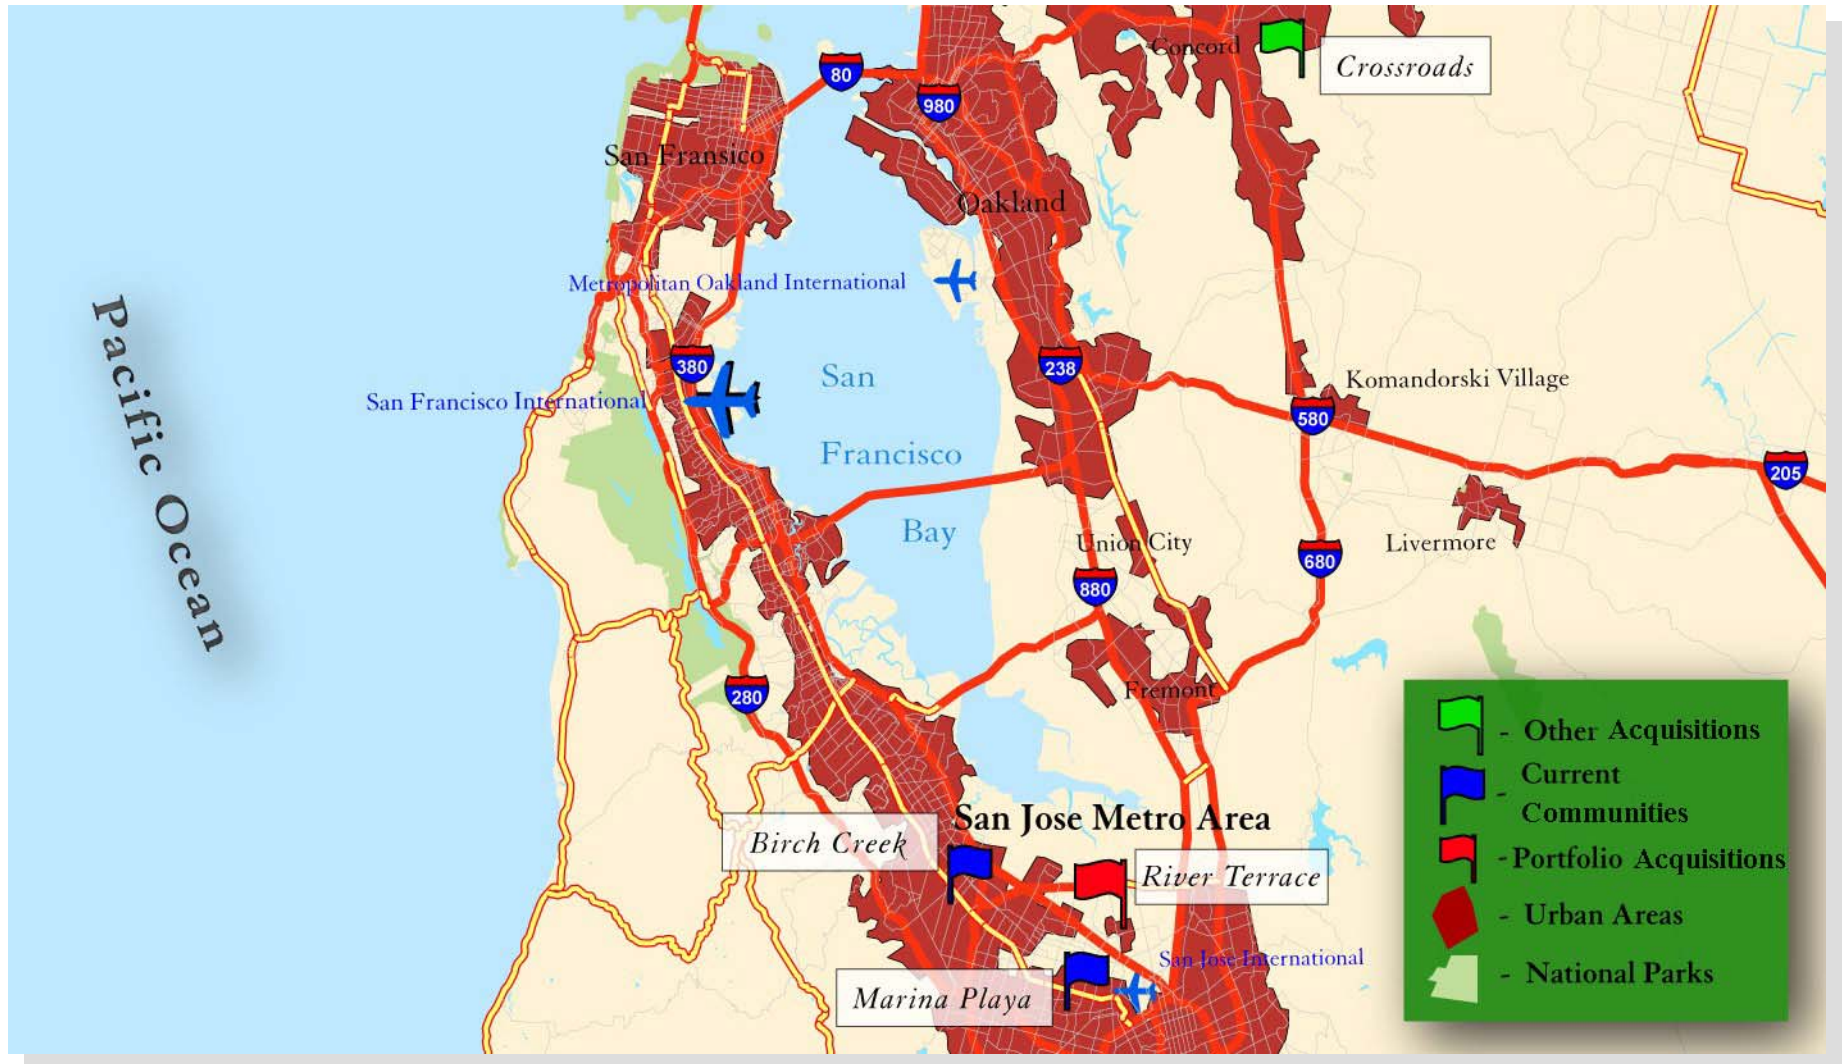 Concord
Crossroads
80
980
San Fransico
Oakland
Metropolitan Oakland International
380
238
San Francisco International
San
Francisco
Bay
Komandorski Village
580
205
Pacific Ocean
Union City
Livermore
680
880
Fremont
280
San Jose Metro Area
Birch Creek
River Terrace
San Jose International
Marina Playa
- Other Acquisitions
- Current
Communities
- Portfolio Acquisitions
- Urban Areas
- National Parks